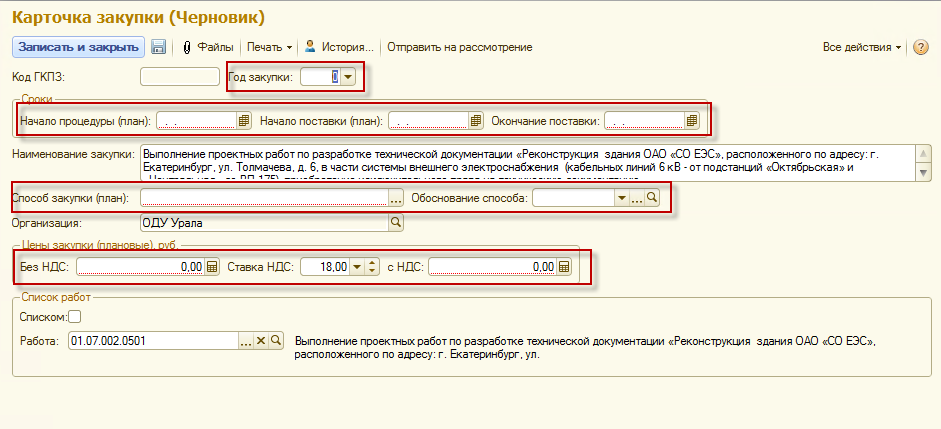 Карточка закупки (Черновик)
Записать и закрыть Файлы Печать История... Отправить на рассмотрение Все действия ?
Код ГКПЗ: Год закупки: 0
Сроки
Начало процедуры (план): . . Начало поставки (план): . . Окончание поставки: . .
Наименование закупки: Выполнение проектных работ по разработке технической документации «Реконструкция здания ОАО «СО ЕЭС», расположенного по адресу: г.
Екатеринбург, ул. Толмачева, д. 6, в части системы внешнего электроснабжения (кабельных линий 6 кВ - от подстанций «Октябрьская» и
Способ закупки (план): ... Обоснование способа: ...
Организация: ОДУ Урала
Цены закупки (плановые), руб.
Без НДС: 0,00 Ставка НДС: 18,00 с НДС: 0,00
Список работ
Списком:
Работа: 01.07.002.0501 ... Выполнение проектных работ по разработке технической документации «Реконструкция здания ОАО «СО ЕЭС»,
расположенного по адресу: г. Екатеринбург, ул.